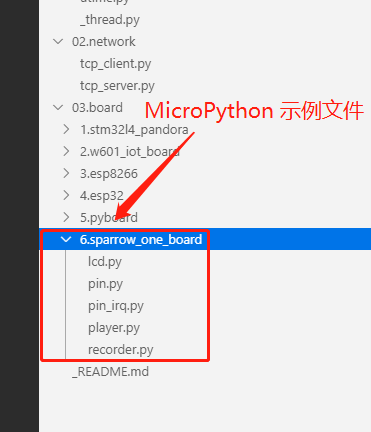 utime.py
_thread.py
02.network
tcp_client.py
tcp_server.py
03.board
MicroPython 示例文件
1.stm32l4_pandora
2.w601_iot_board
3.esp8266
4.esp32
5.pyboard
6.sparrow_one_board
lcd.py
pin.py
pin_irq.py
player.py
recorder.py
_README.md